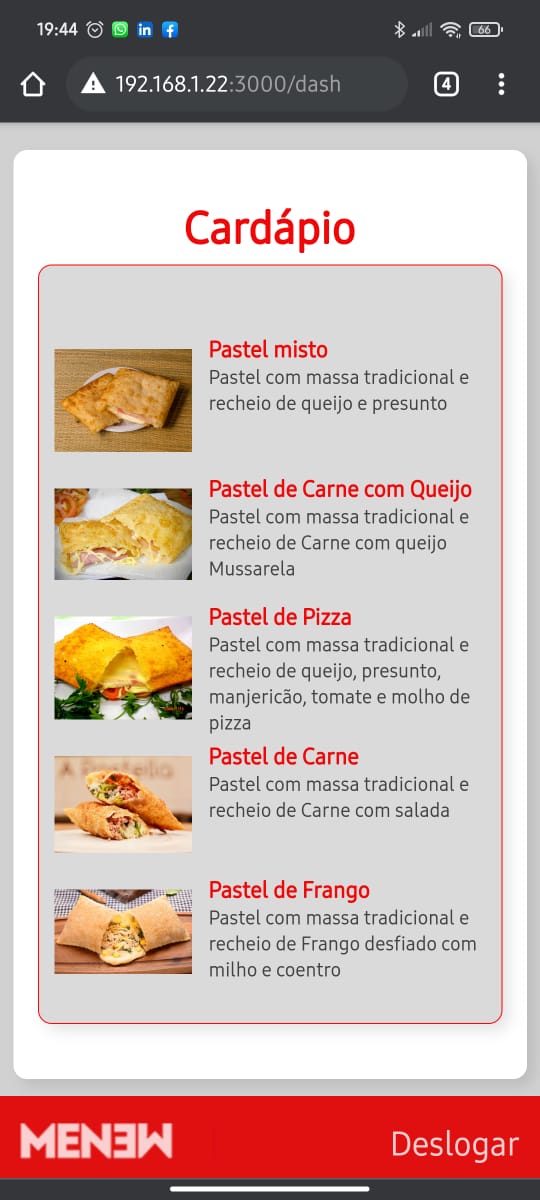 19:44
66
192.168.1.22:3000/dash
4
Cardápio
Pastel misto
Pastel com massa tradicional e
recheio de queijo e presunto
Pastel de Carne com Queijo
Pastel com massa tradicional e
recheio de Carne com queijo
Mussarela
Pastel de Pizza
Pastel com massa tradicional e
recheio de queijo, presunto,
manjericão, tomate e molho de
pizza
Pastel de Carne
Pastel com massa tradicional e
recheio de Carne com salada
Pastel de Frango
Pastel com massa tradicional e
recheio de Frango desfiado com
milho e coentro
MENEW
Deslogar